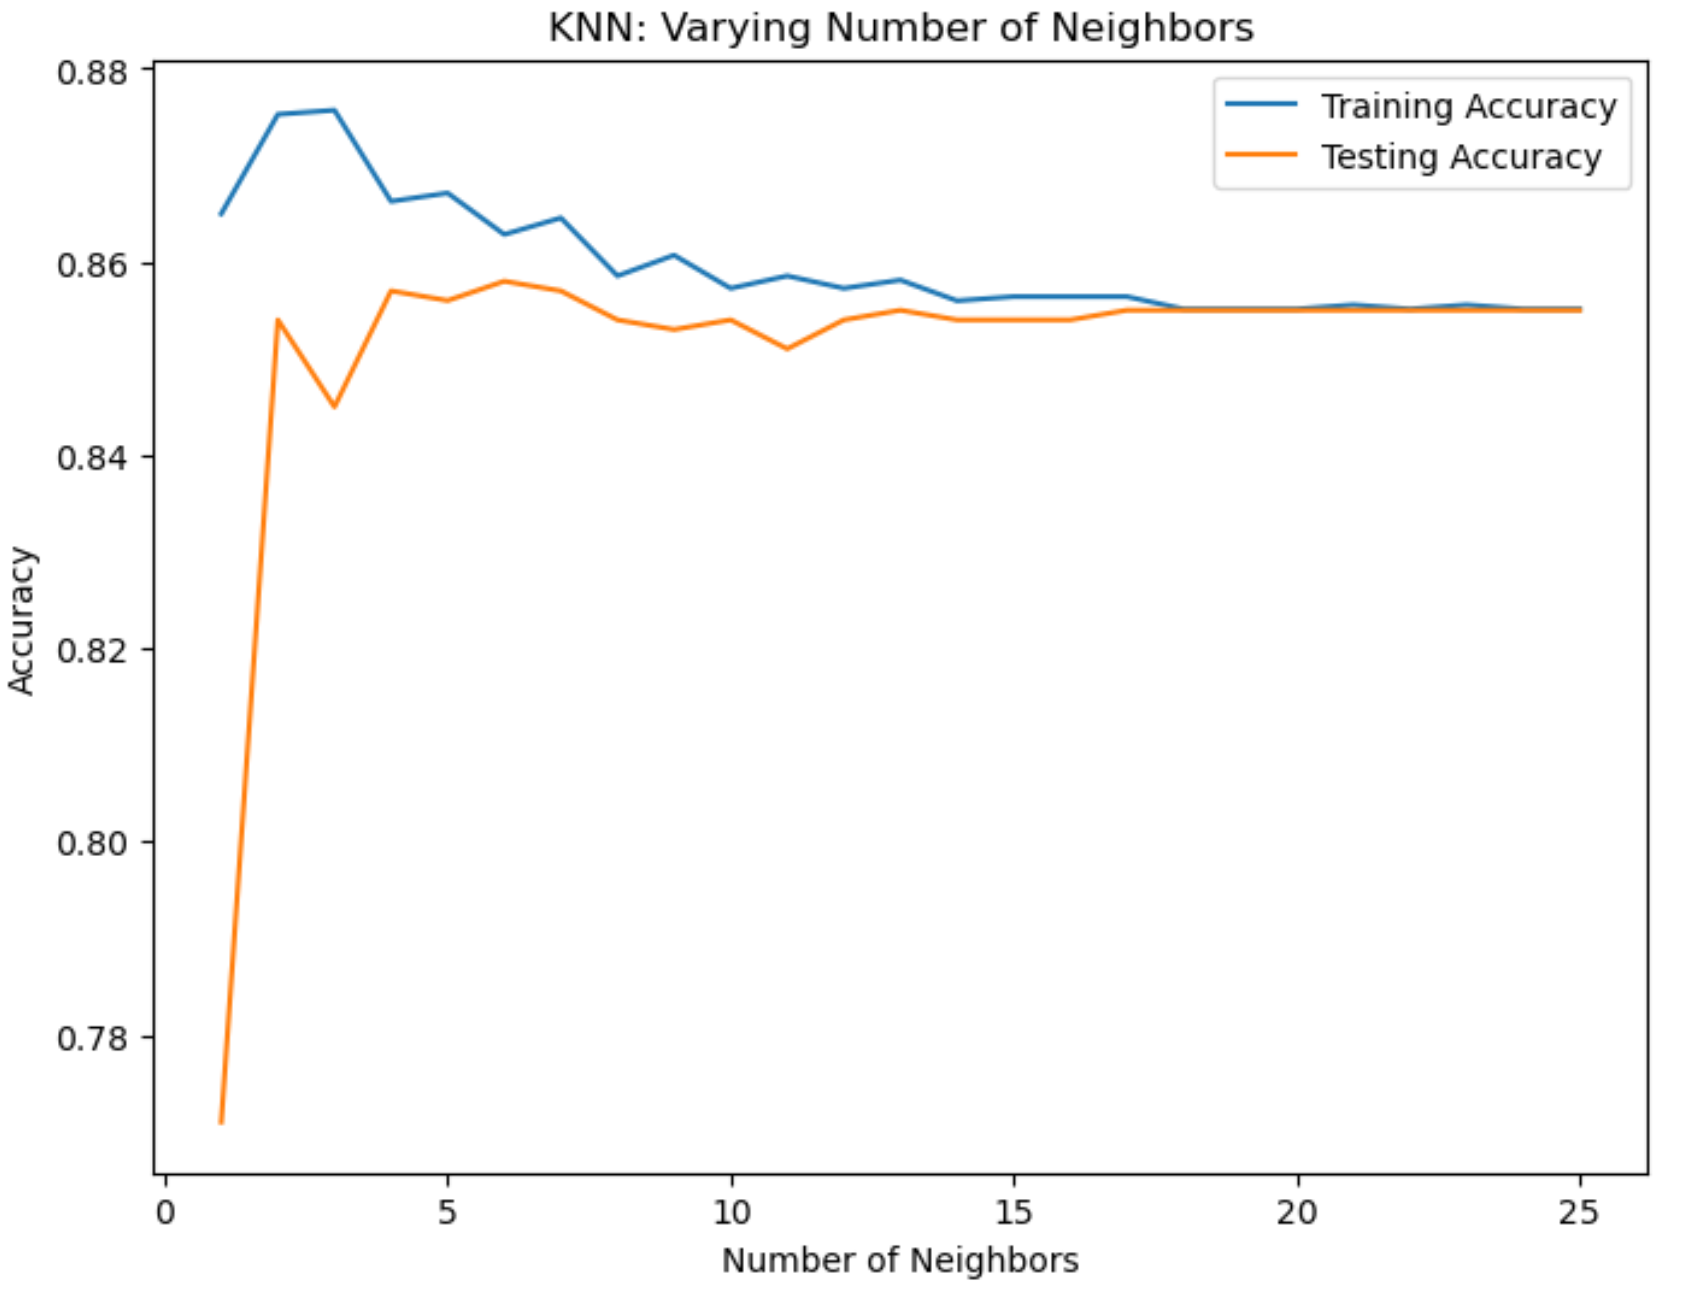 KNN: Varying Number of Neighbors
Training Accuracy
Testing Accuracy
0.88
0.86
0.84
0.82
0.80
0.78
Accuracy
0 5 10 15 20 25
Number of Neighbors